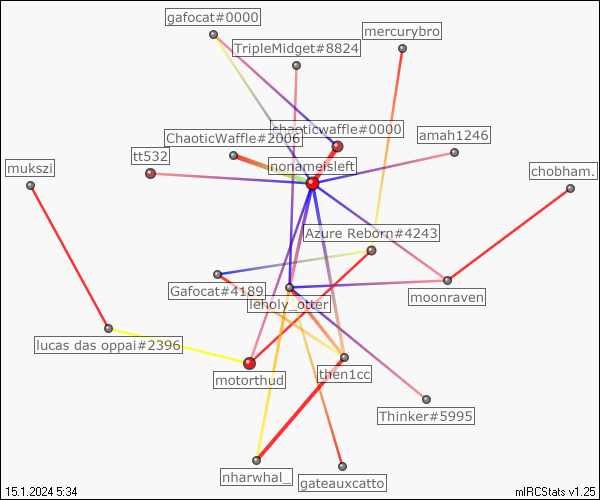 gafocat#0000
mercurybro
TripleMidget#8824
chaoticwaffle#0000
ChaoticWaffle#2006
amah1246
tt532
nonameisleft
mukszi
chobham.
Azure Reborn#4243
Gafocat#4189
moonraven
leholy_otter
lucas das oppai#2396
motorthud
then1cc
Thinker#5995
nharwhal_
gateauxcatto
15.1.2024 5:34
mIRCStats v1.25